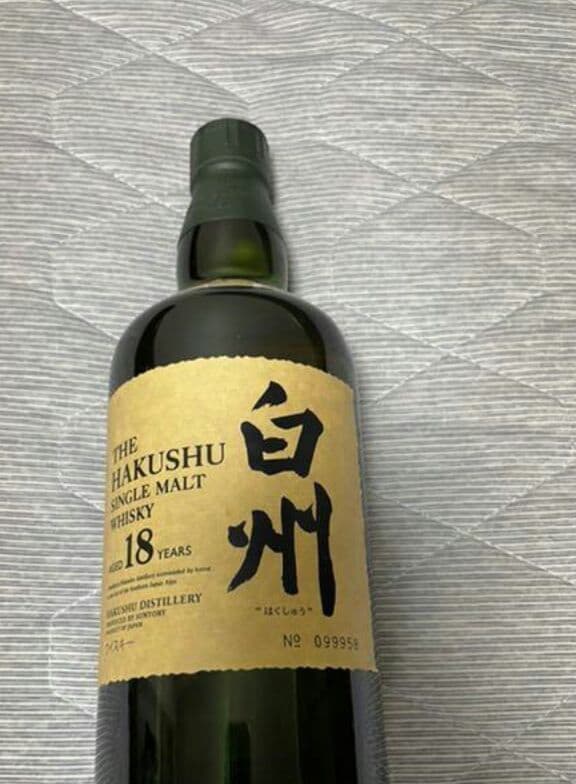 THE
HAKUSHU
SINGLE MALT
WHISKY
AGED 18 YEARS
HAKUSHU DISTILLERY
PRODUCED BY SUNTORY
PRODUCT OF JAPAN
ウイスキー
白州
"はくしゅう"
№ 099958